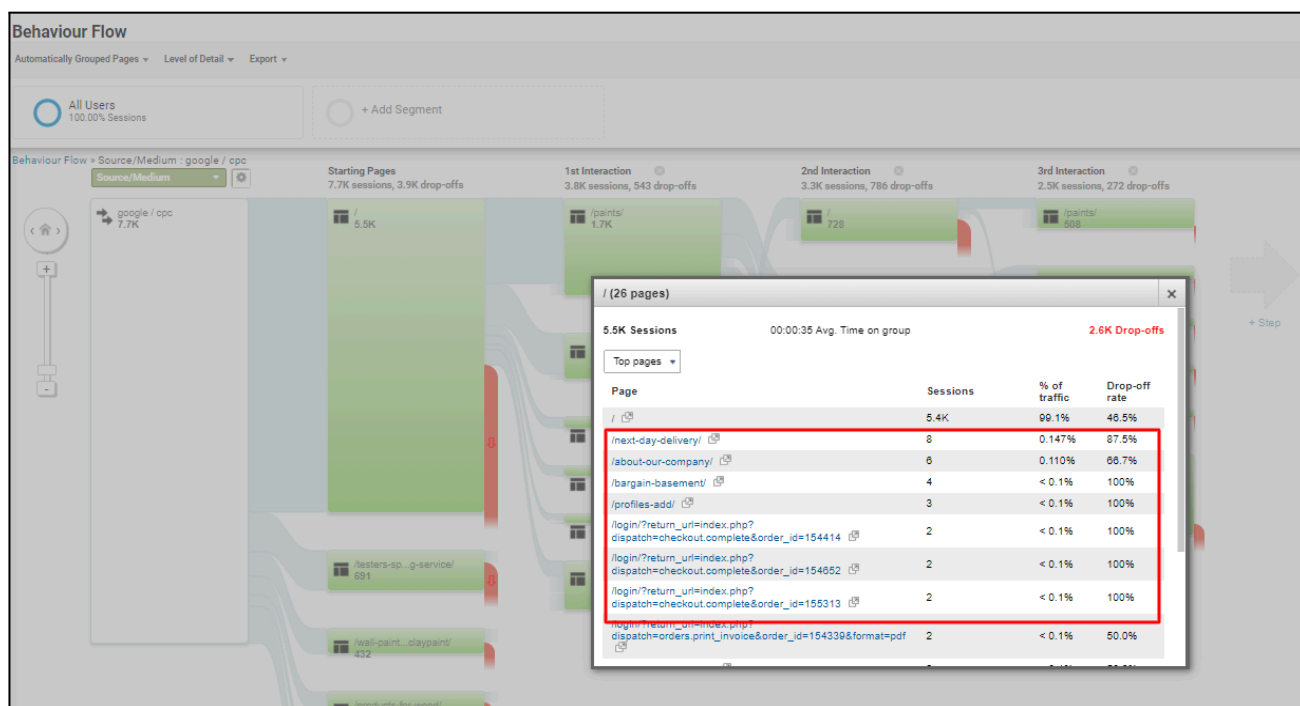 Behaviour Flow
Automatically Grouped Pages Level of Detail Export
All Users
100.00% Sessions
+ Add Segment
Behaviour Flow » Source/Medium : google / cpc
Source/Medium
Starting Pages
7.7K sessions, 3.9K drop-offs
1st Interaction
3.8K sessions, 543 drop-offs
2nd Interaction
3.3K sessions, 786 drop-offs
3rd Interaction
2.5K sessions, 272 drop-offs
google / cpc
7.7K
/
5.5K
/paints/
1.7K
/
728
/paints/
508
+ Step
/testers-sp...g-service/
691
/wall-paint...claypaint/
432
/products-for-wood/
/ (26 pages)
5.5K Sessions 00:00:35 Avg. Time on group 2.6K Drop-offs
Top pages
Page Sessions % of traffic Drop-off rate
/ 5.4K 99.1% 46.5%
/next-day-delivery/ 8 0.147% 87.5%
/about-our-company/ 6 0.110% 66.7%
/bargain-basement/ 4 < 0.1% 100%
/profiles-add/ 3 < 0.1% 100%
/login/?return_url=index.php?
dispatch=checkout.complete&order_id=154414 2 < 0.1% 100%
/login/?return_url=index.php?
dispatch=checkout.complete&order_id=154652 2 < 0.1% 100%
/login/?return_url=index.php?
dispatch=checkout.complete&order_id=155313 2 < 0.1% 100%
/login/?return_url=index.php?
dispatch=orders.print_invoice&order_id=154339&format=pdf 2 < 0.1% 50.0%